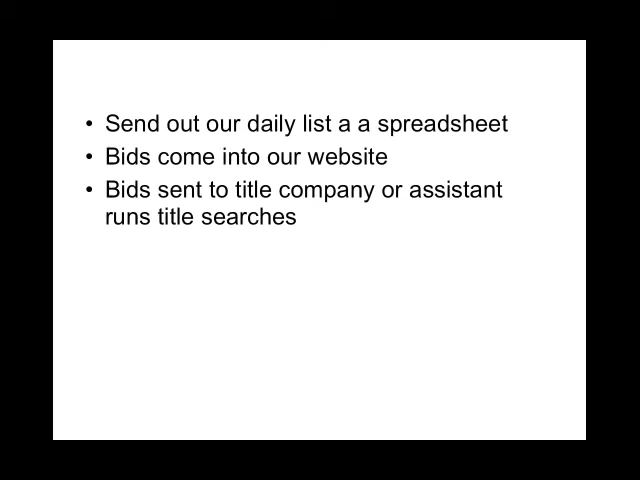 • Send out our daily list a a spreadsheet
• Bids come into our website
• Bids sent to title company or assistant
runs title searches